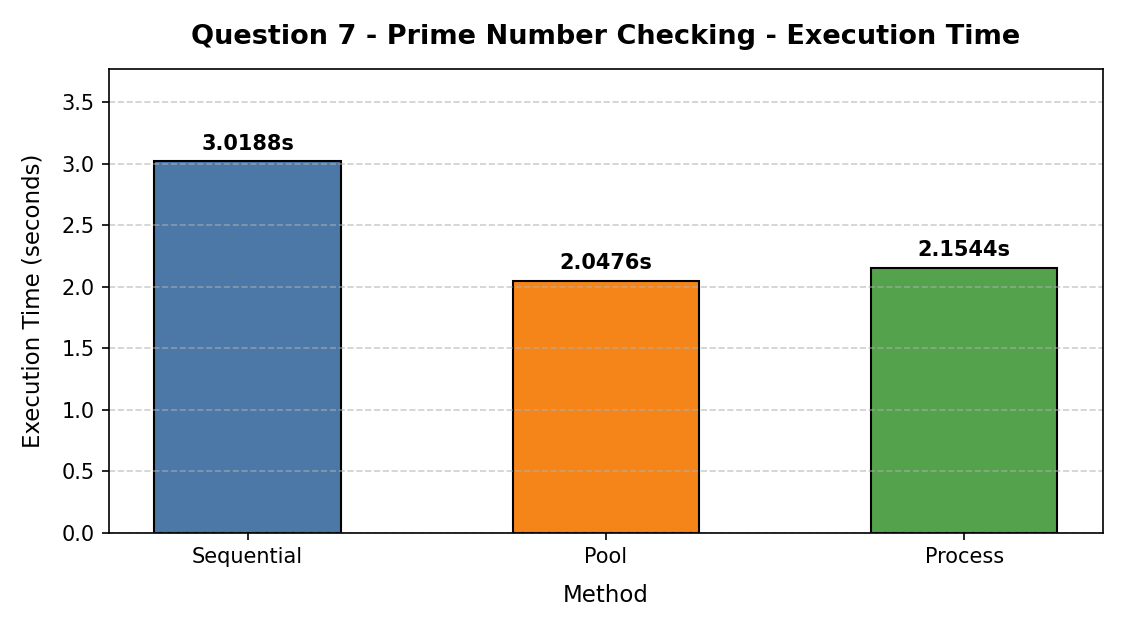 Question 7 - Prime Number Checking - Execution Time
Execution Time (seconds)
3.5
3.0
2.5
2.0
1.5
1.0
0.5
0.0
3.0188s
2.0476s
2.1544s
Sequential
Pool
Process
Method